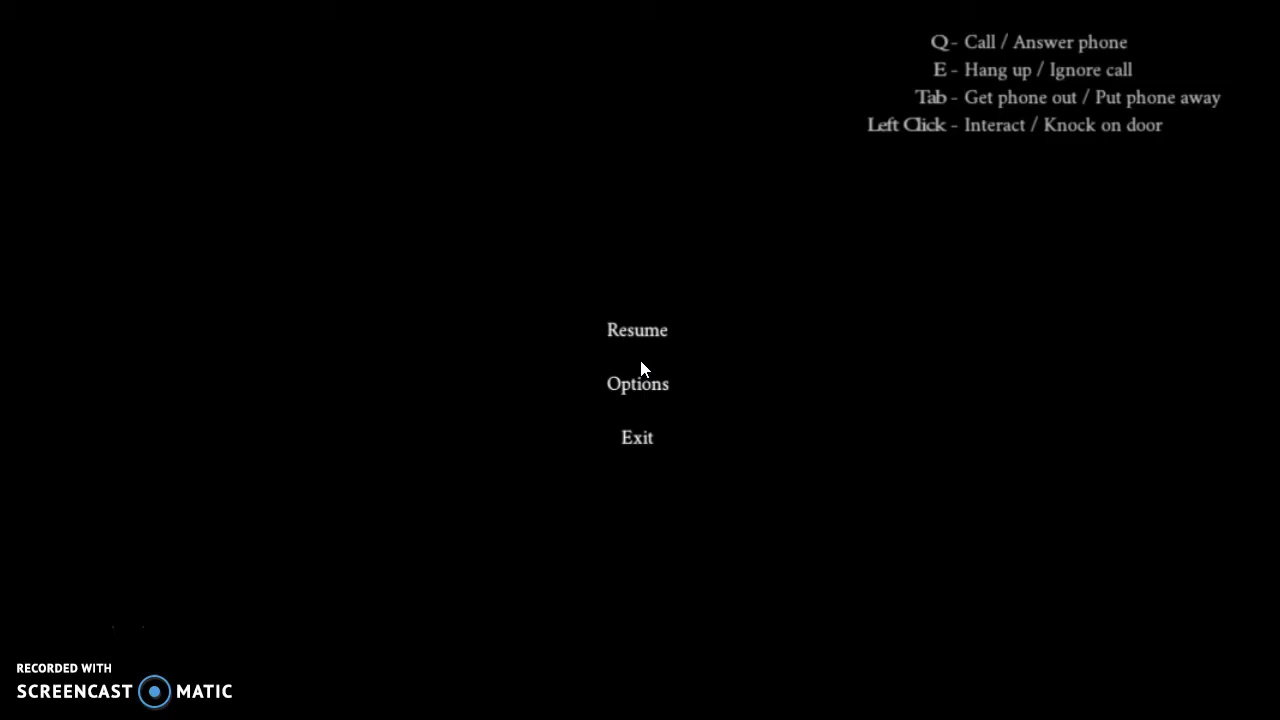 Q - Call / Answer phone
E - Hang up / Ignore call
Tab - Get phone out / Put phone away
Left Click - Interact / Knock on door
Resume
Options
Exit
RECORDED WITH
SCREENCAST MATIC